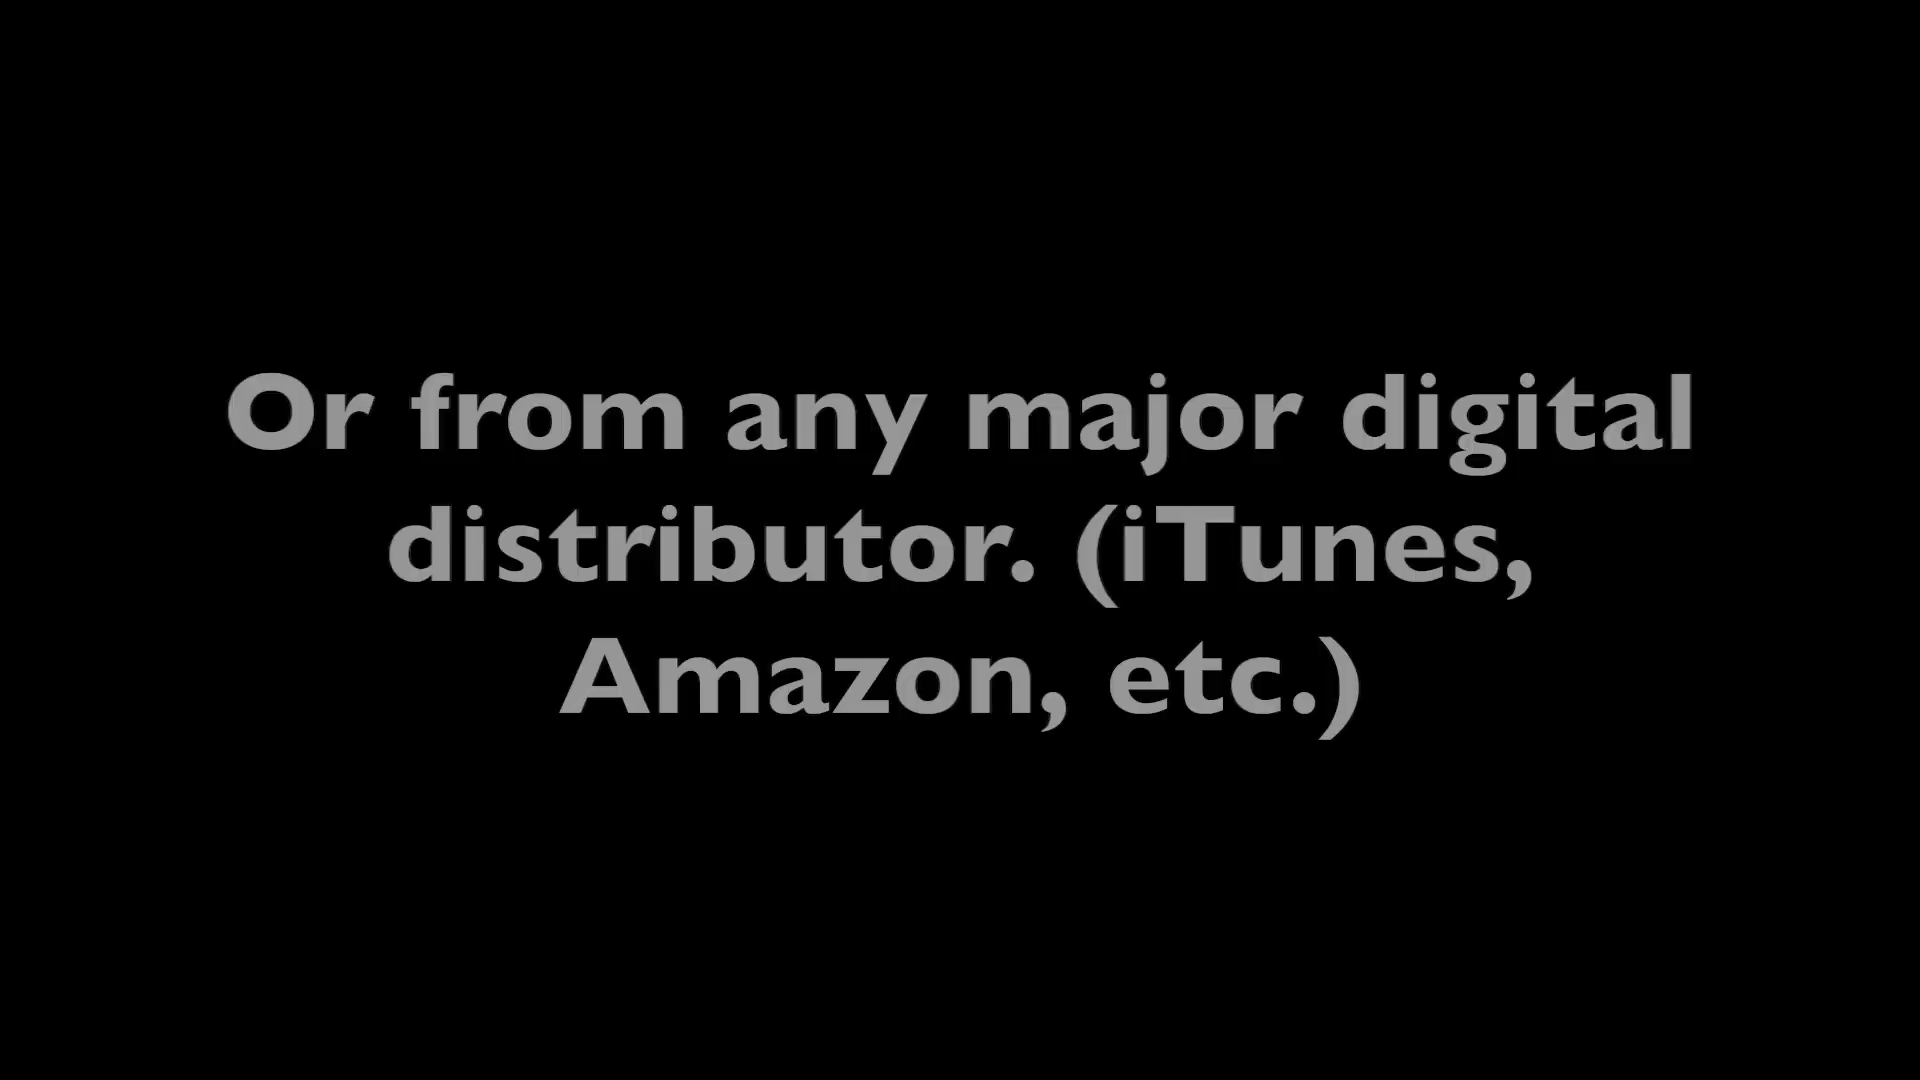 Or from any major digital
distributor. (iTunes,
Amazon, etc.)